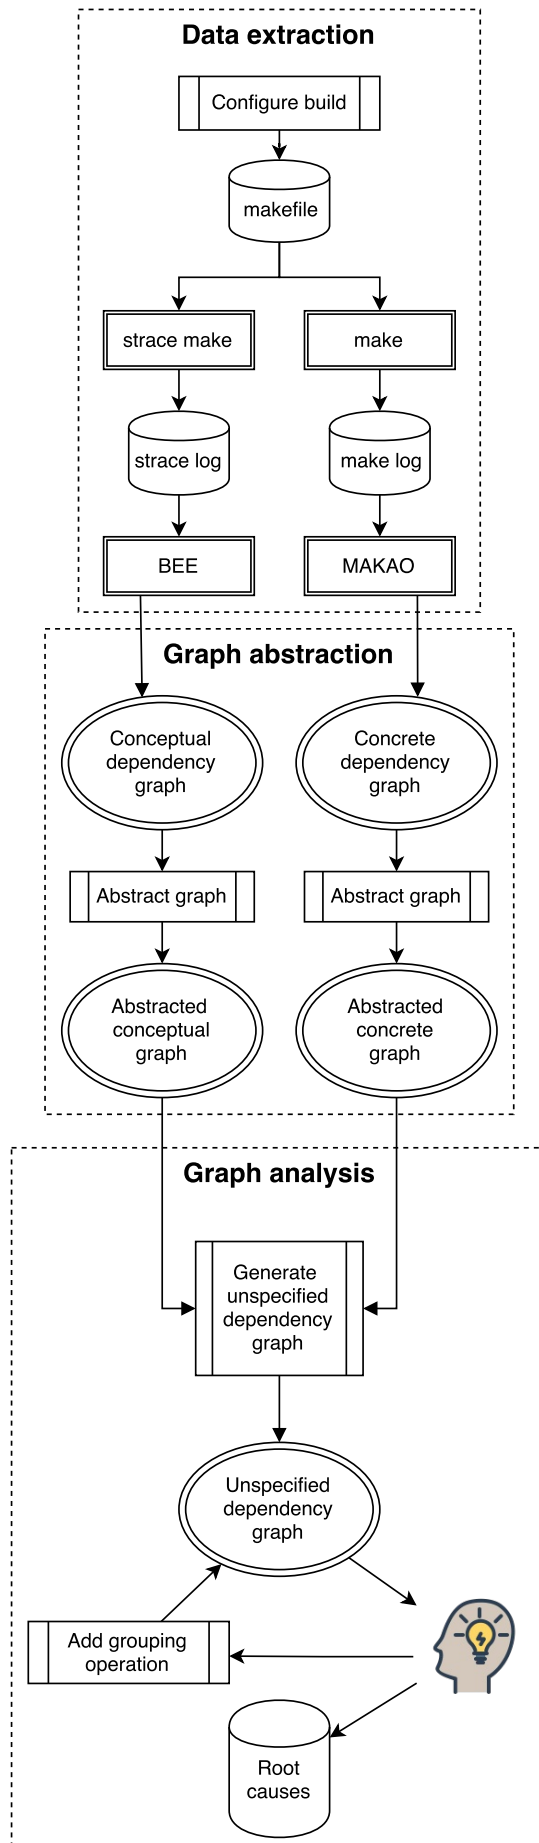 Data extraction
Configure build
makefile
strace make
make
strace log
make log
BEE
MAKAO
Graph abstraction
Conceptual
dependency
graph
Concrete
dependency
graph
Abstract graph
Abstract graph
Abstracted
conceptual
graph
Abstracted
concrete
graph
Graph analysis
Generate
unspecified
dependency
graph
Unspecified
dependency
graph
Add grouping
operation
Root
causes